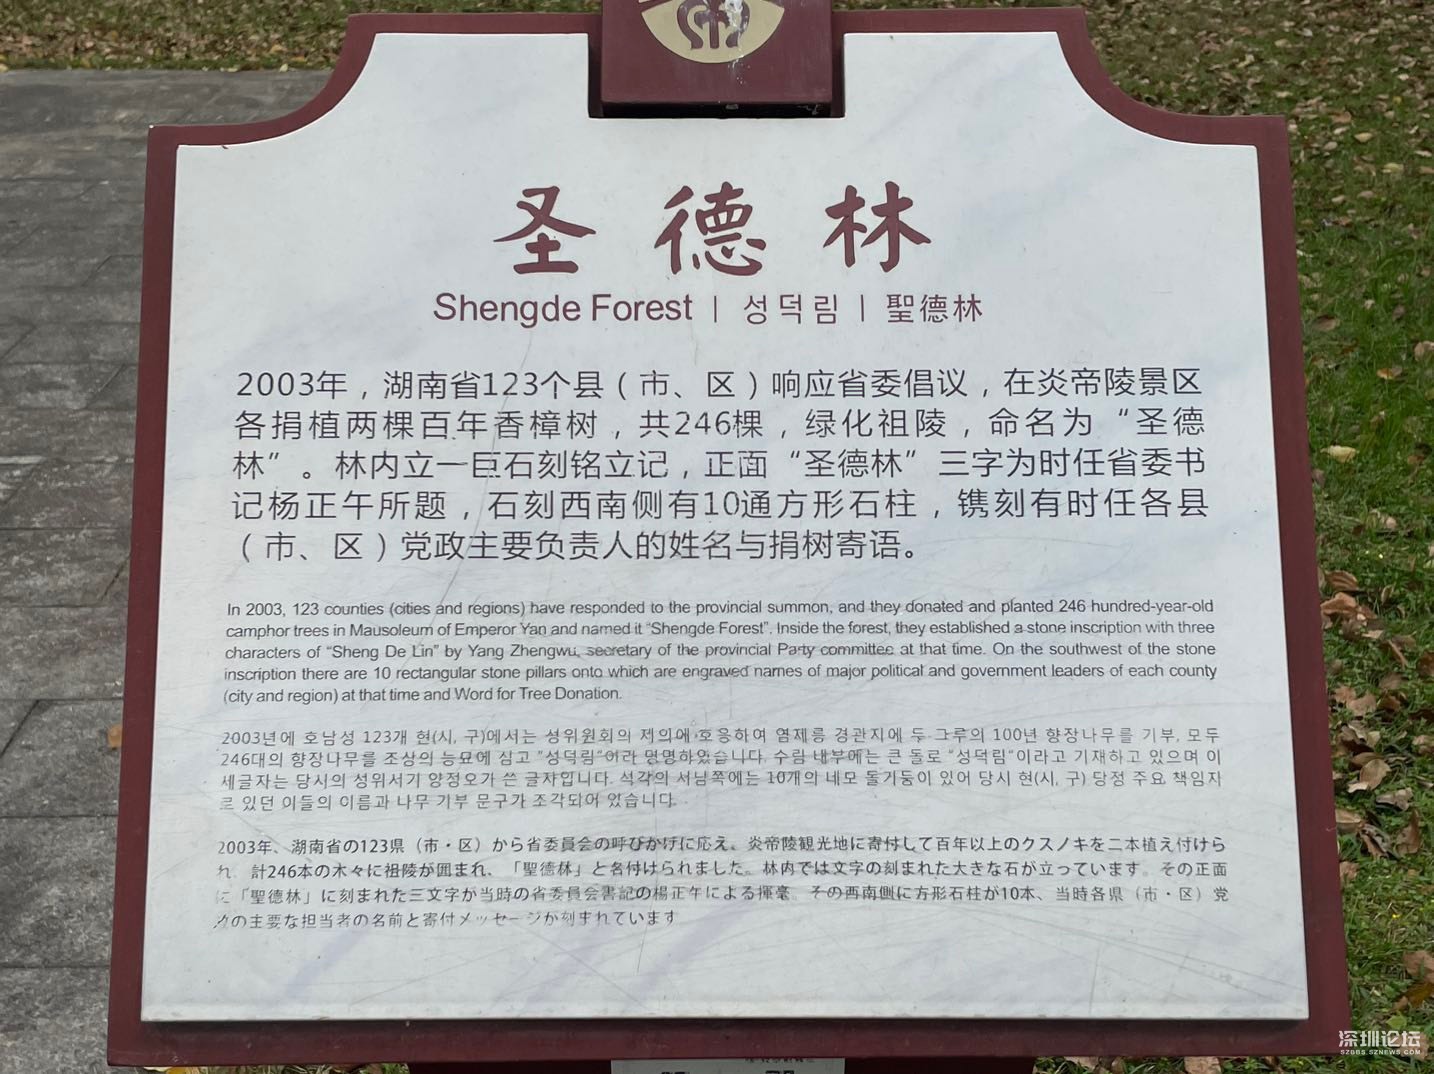 圣德林
Shengde Forest | 성덕림 | 聖德林
2003年，湖南省123个县（市、区）响应省委倡议，在炎帝陵景区
各捐植两棵百年香樟树，共246棵，绿化祖陵，命名为“圣德
林”。林内立一巨石刻铭立记，正面“圣德林”三字为时任省委书
记杨正午所题，石刻西南侧有10通方形石柱，镌刻有时任各县
（市、区）党政主要负责人的姓名与捐树寄语。
In 2003, 123 counties (cities and regions) have responded to the provincial summon, and they donated and planted 246 hundred-year-old
camphor trees in Mausoleum of Emperor Yan and named it “Shengde Forest”. Inside the forest, they established a stone inscription with three
characters of “Sheng De Lin” by Yang Zhengwu, secretary of the provincial Party committee at that time. On the southwest of the stone
inscription there are 10 rectangular stone pillars onto which are engraved names of major political and government leaders of each county
(city and region) at that time and Word for Tree Donation.
2003년에 호남성 123개 현(시, 구)에서는 성위원회의 제의에 호응하여 염제릉 경관지에 두 그루의 100년 향장나무를 기부, 모두
246대의 향장나무를 조상의 능묘에 심고 "성덕림"이라 명명하였습니다. 수림 내부에는 큰 돌로 "성덕림"이라고 기재하고 있으며 이
세글자는 당시의 성위서기 양정오가 쓴 글자입니다. 석각의 서남쪽에는 10개의 네모 돌기둥이 있어 당시 현(시, 구) 당정 주요 책임자
로 있던 이들의 이름과 나무 기부 문구가 조각되어 있습니다.
2003年、湖南省の123県（市・区）から省委員会の呼びかけに応え、炎帝陵観光地に寄付して百年以上のクスノキを二本植え付けら
れ、計246本の木々に祖陵が囲まれ、「聖德林」と名付けられました。林内では文字の刻まれた大きな石が立っています。その正面
に「聖德林」に刻まれた三文字が当時の省委員会書記の楊正午による揮毫。その西南側に方形石柱が10本、当時各県（市・区）党
の主要な担当者の名前と寄付メッセージが刻まれています
深圳论坛
SZBBS.SZNEWS.COM